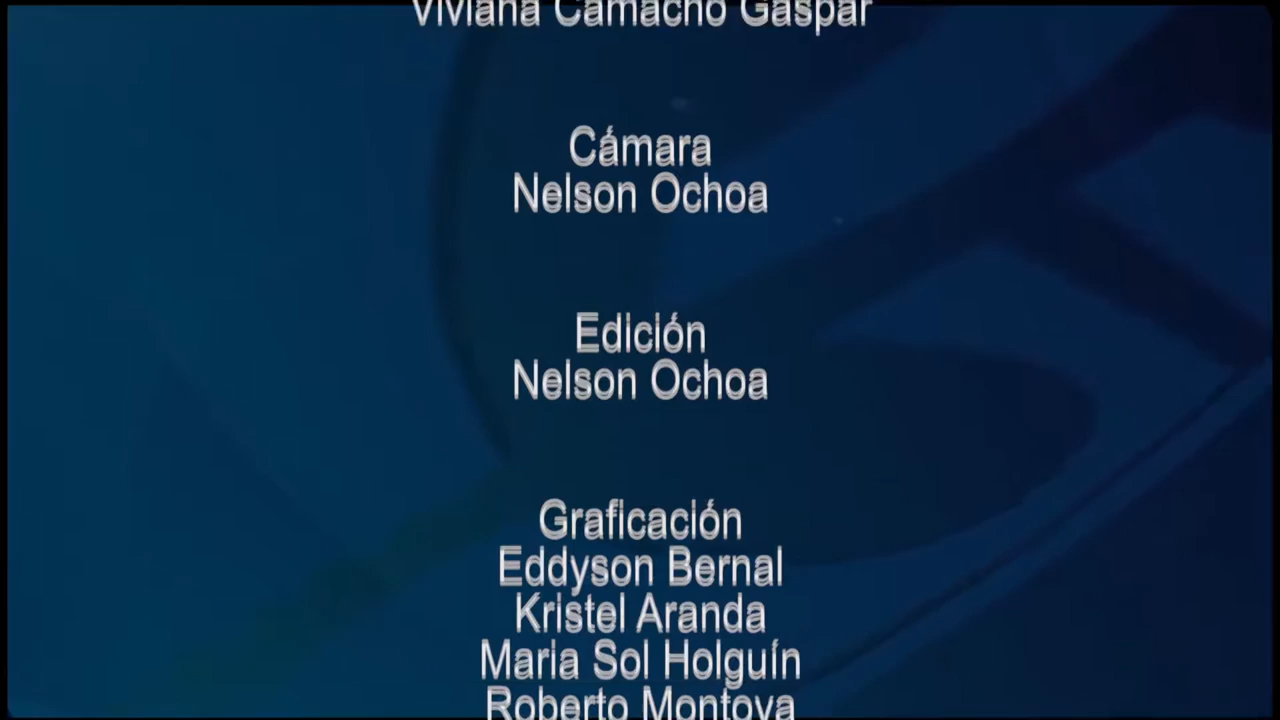 Viviana Camacho Gaspar
Cámara
Nelson Ochoa
Edición
Nelson Ochoa
Graficación
Eddyson Bernal
Kristel Aranda
Maria Sol Holguín
Roberto Montoya